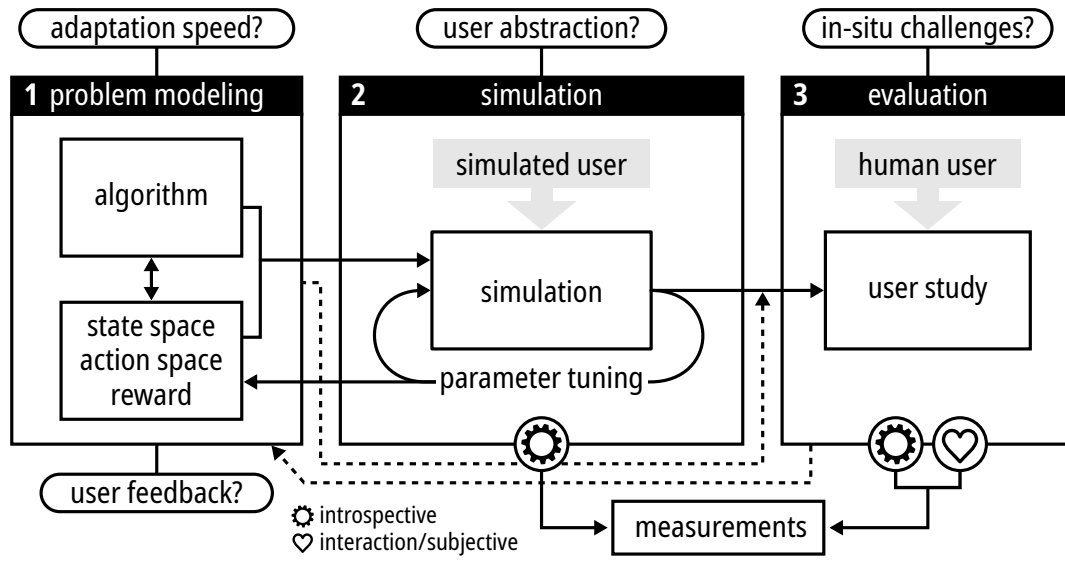 adaptation speed?
user abstraction?
in-situ challenges?
1 problem modeling
2 simulation
3 evaluation
algorithm
state space
action space
reward
simulated user
simulation
parameter tuning
human user
user study
user feedback?
introspective
interaction/subjective
measurements